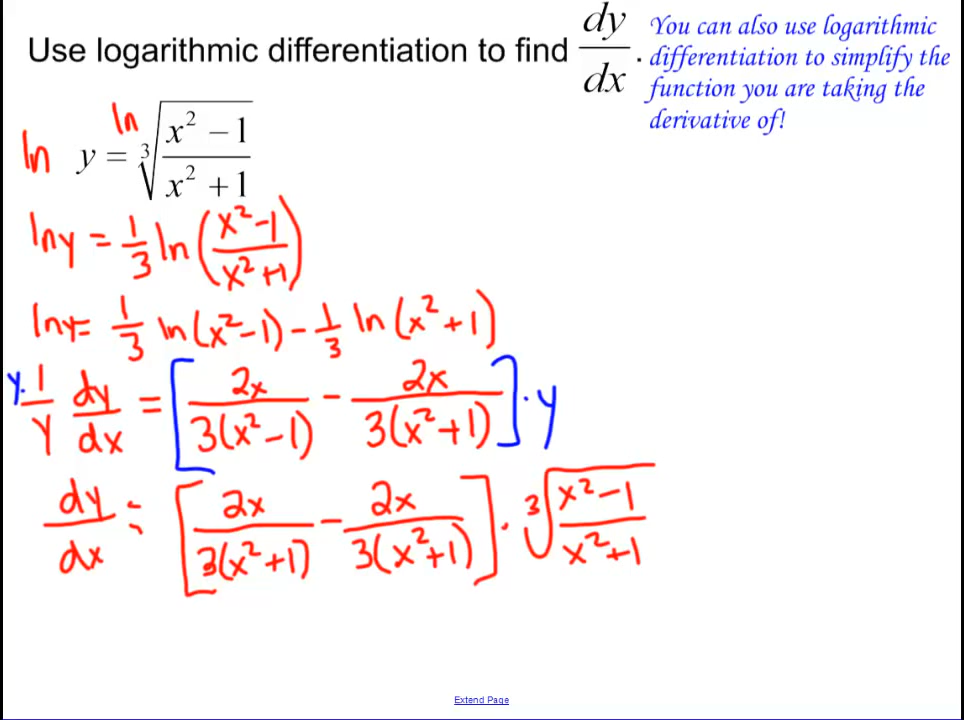 Use logarithmic differentiation to find dy/dx.
You can also use logarithmic
differentiation to simplify the
function you are taking the
derivative of!
ln y = ln ∛((x² − 1)/(x² + 1))
ln y = 1/3 ln((x² − 1)/(x² + 1))
ln y = 1/3 ln(x² − 1) − 1/3 ln(x² + 1)
y · 1/y dy/dx = [2x/(3(x² − 1)) − 2x/(3(x² + 1))] · y
dy/dx = [2x/(3(x² + 1)) − 2x/(3(x² + 1))] · ∛((x² − 1)/(x² + 1))
Extend Page